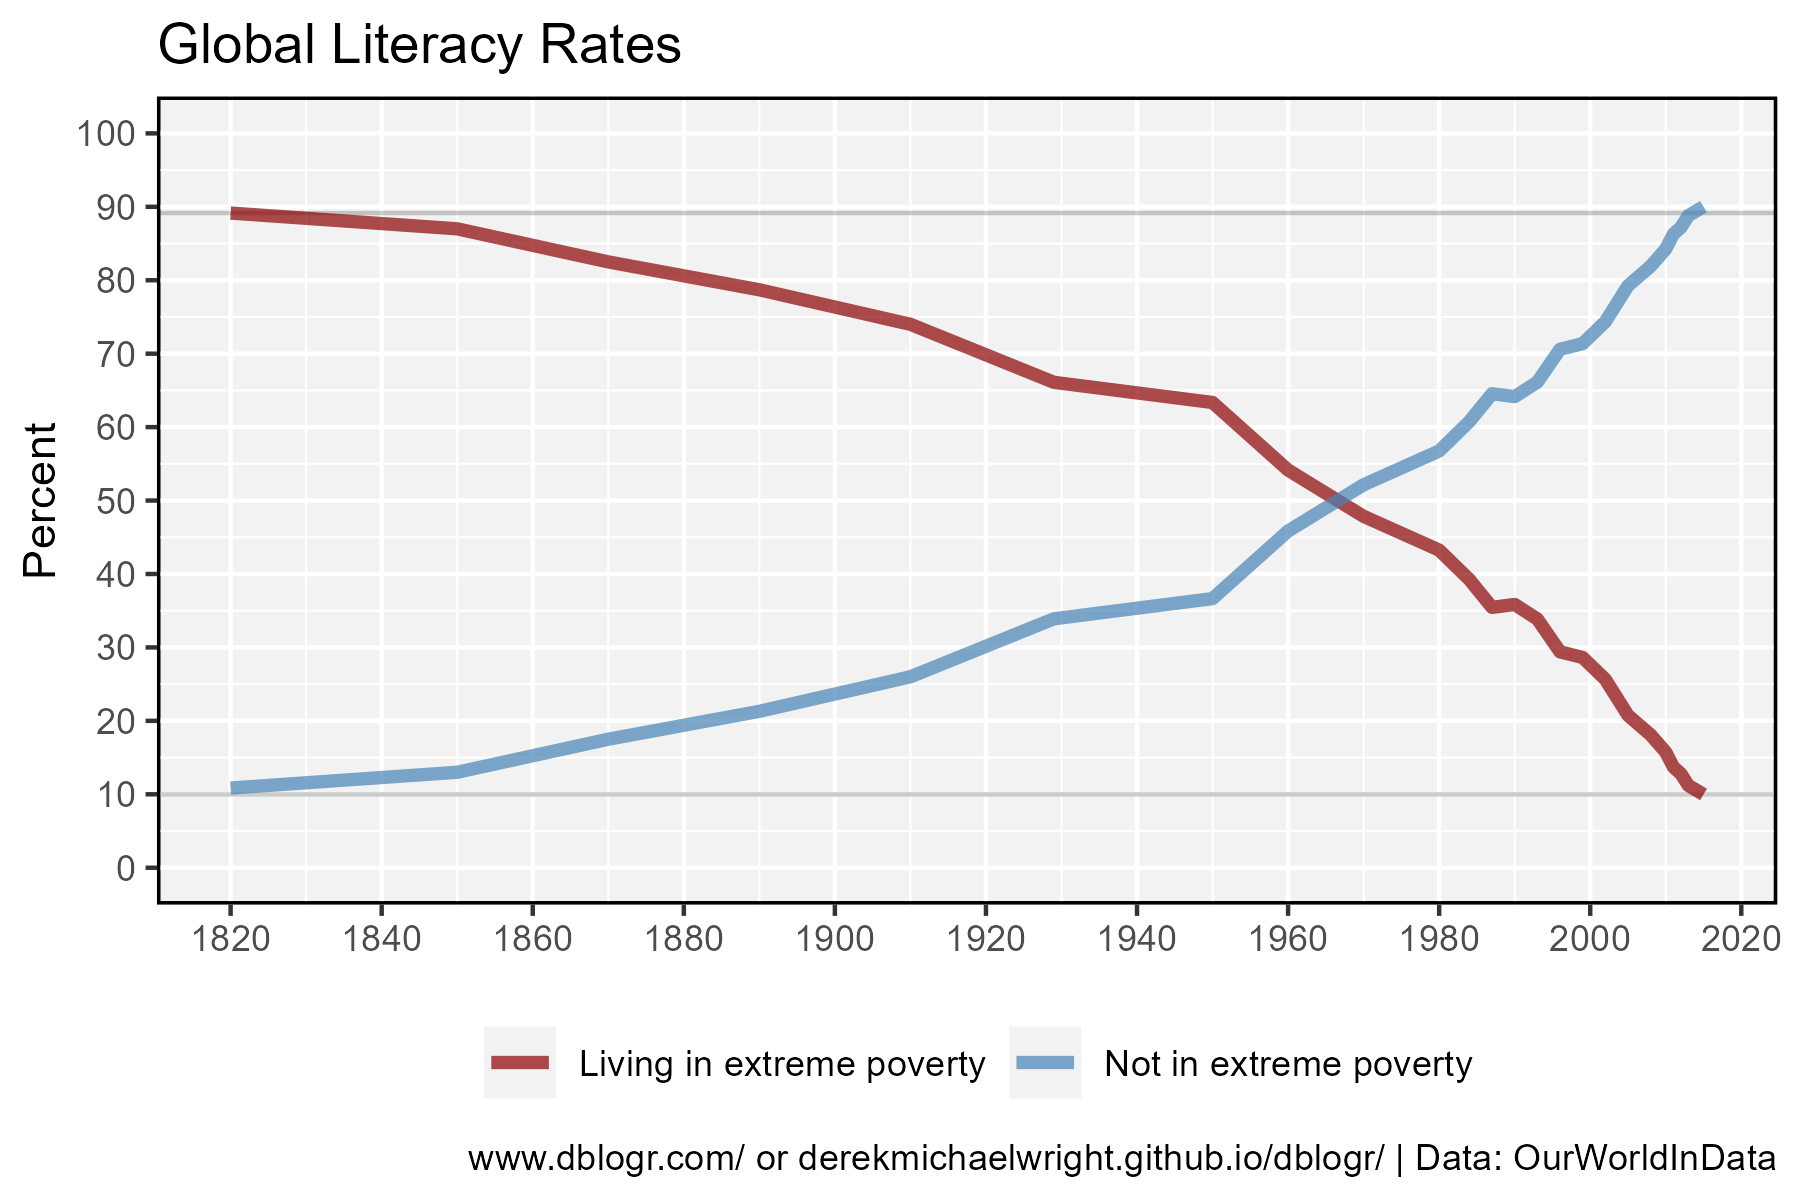 Global Literacy Rates
Percent
100
90
80
70
60
50
40
30
20
10
0
1820 1840 1860 1880 1900 1920 1940 1960 1980 2000 2020
Living in extreme poverty Not in extreme poverty
www.dblogr.com/ or derekmichaelwright.github.io/dblogr/ | Data: OurWorldInData